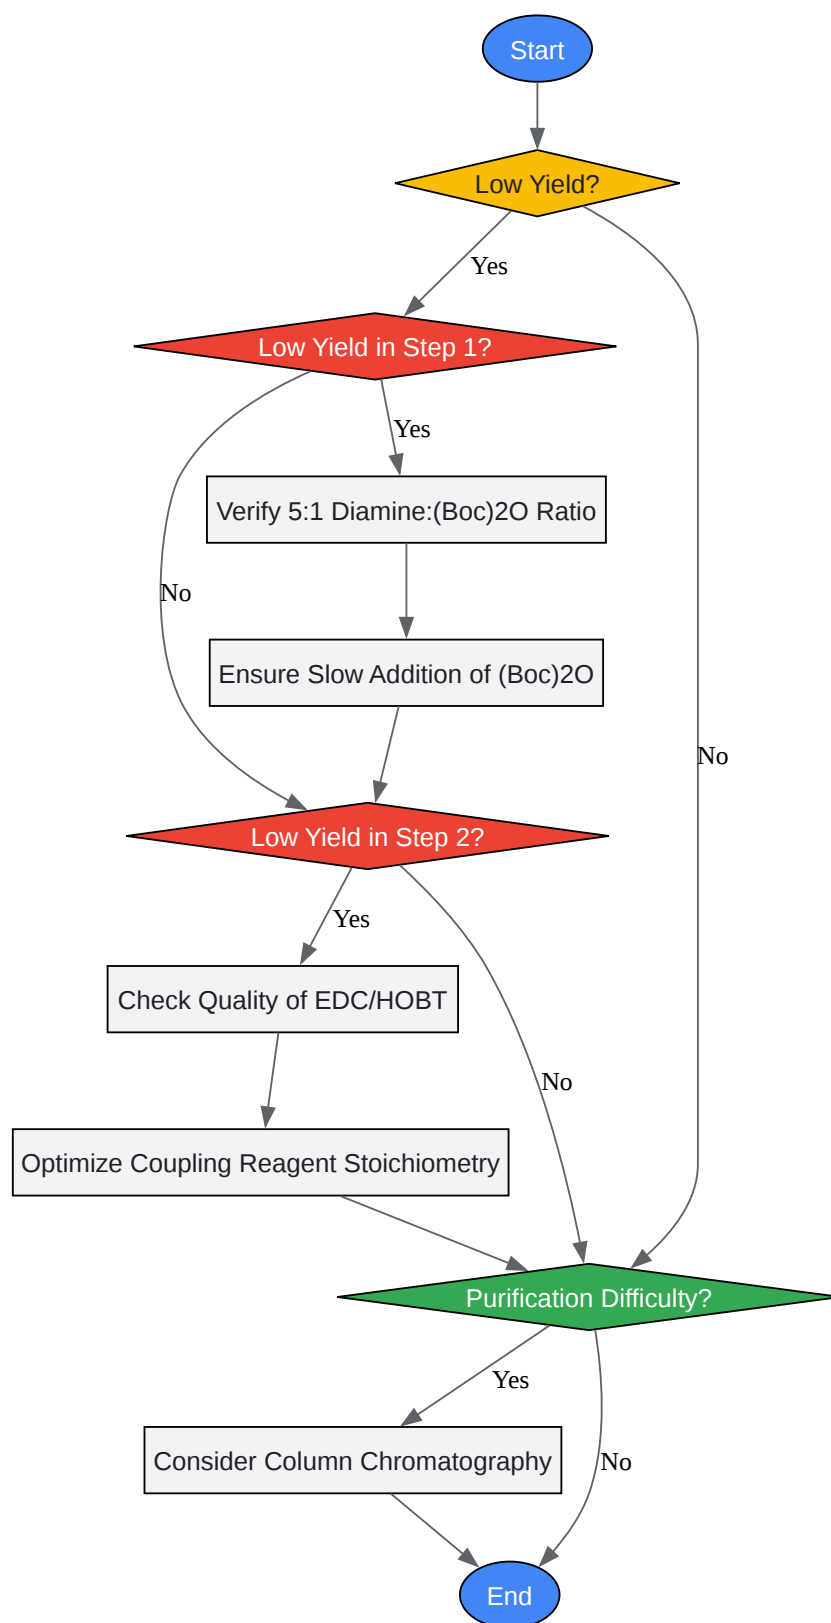 Start
Low Yield?
Yes
Low Yield in Step 1?
Yes
Verify 5:1 Diamine:(Boc)2O Ratio
No
Ensure Slow Addition of (Boc)2O
No
Low Yield in Step 2?
Yes
Check Quality of EDC/HOBT
No
Optimize Coupling Reagent Stoichiometry
Purification Difficulty?
Yes
Consider Column Chromatography
No
End